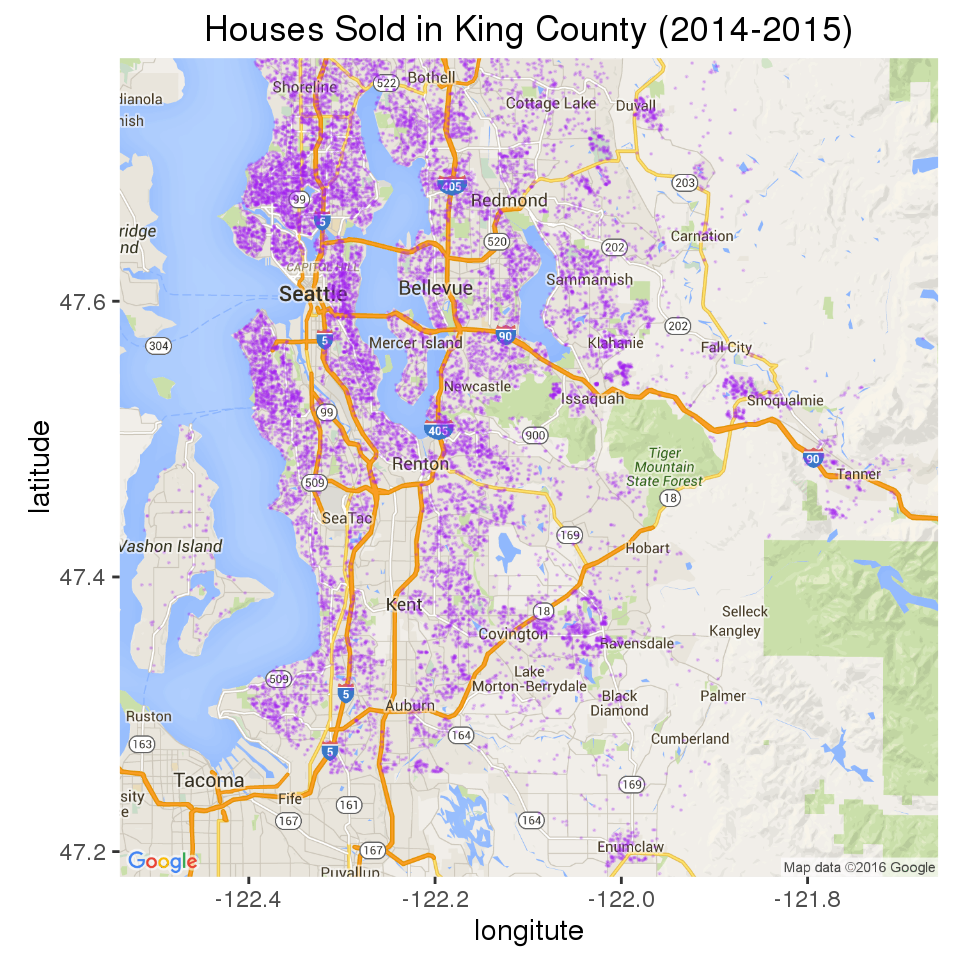 Houses Sold in King County (2014-2015)
Shoreline
522
Bothell
Cottage Lake
Duvall
dianola
nish
405
203
99
Redmond
5
520
202
Carnation
ridge
nd
CAPITOL HILL
Sammamish
Seattle
Bellevue
47.6
304
5
Mercer Island
90
202
Klahanie
Fall City
Newcastle
Issaquah
Snoqualmie
99
405
900
Tiger
Mountain
State Forest
90
Renton
Tanner
509
18
SeaTac
169
Vashon Island
Hobart
47.4
Kent
18
Selleck
Kangley
Covington
Ravensdale
509
Lake
Morton-Berrydale
5
Black
Diamond
Palmer
Auburn
Ruston
163
164
Cumberland
5
Tacoma
sity
e
Fife
161
169
167
164
167
Enumclaw
47.2
Google
Puyallup
Map data ©2016 Google
-122.4
-122.2
-122.0
-121.8
longitute
latitude